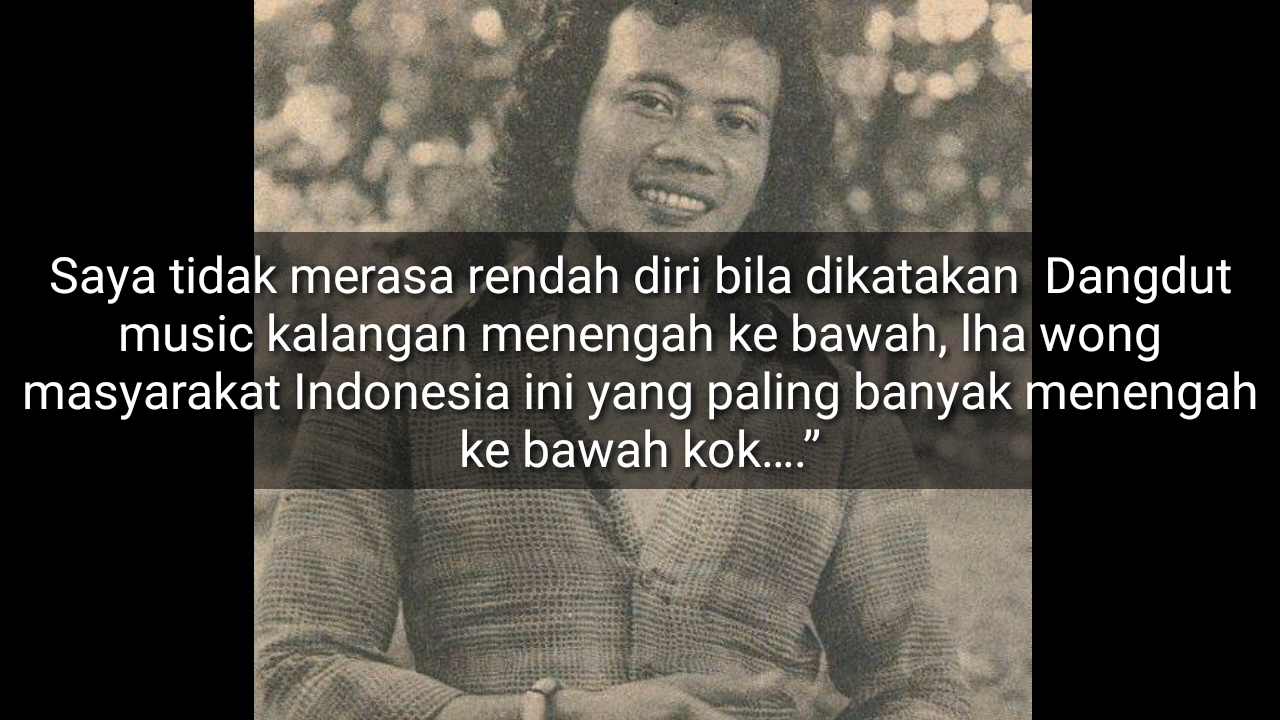 Saya tidak merasa rendah diri bila dikatakan  Dangdut
music kalangan menengah ke bawah, lha wong
masyarakat Indonesia ini yang paling banyak menengah
ke bawah kok....”